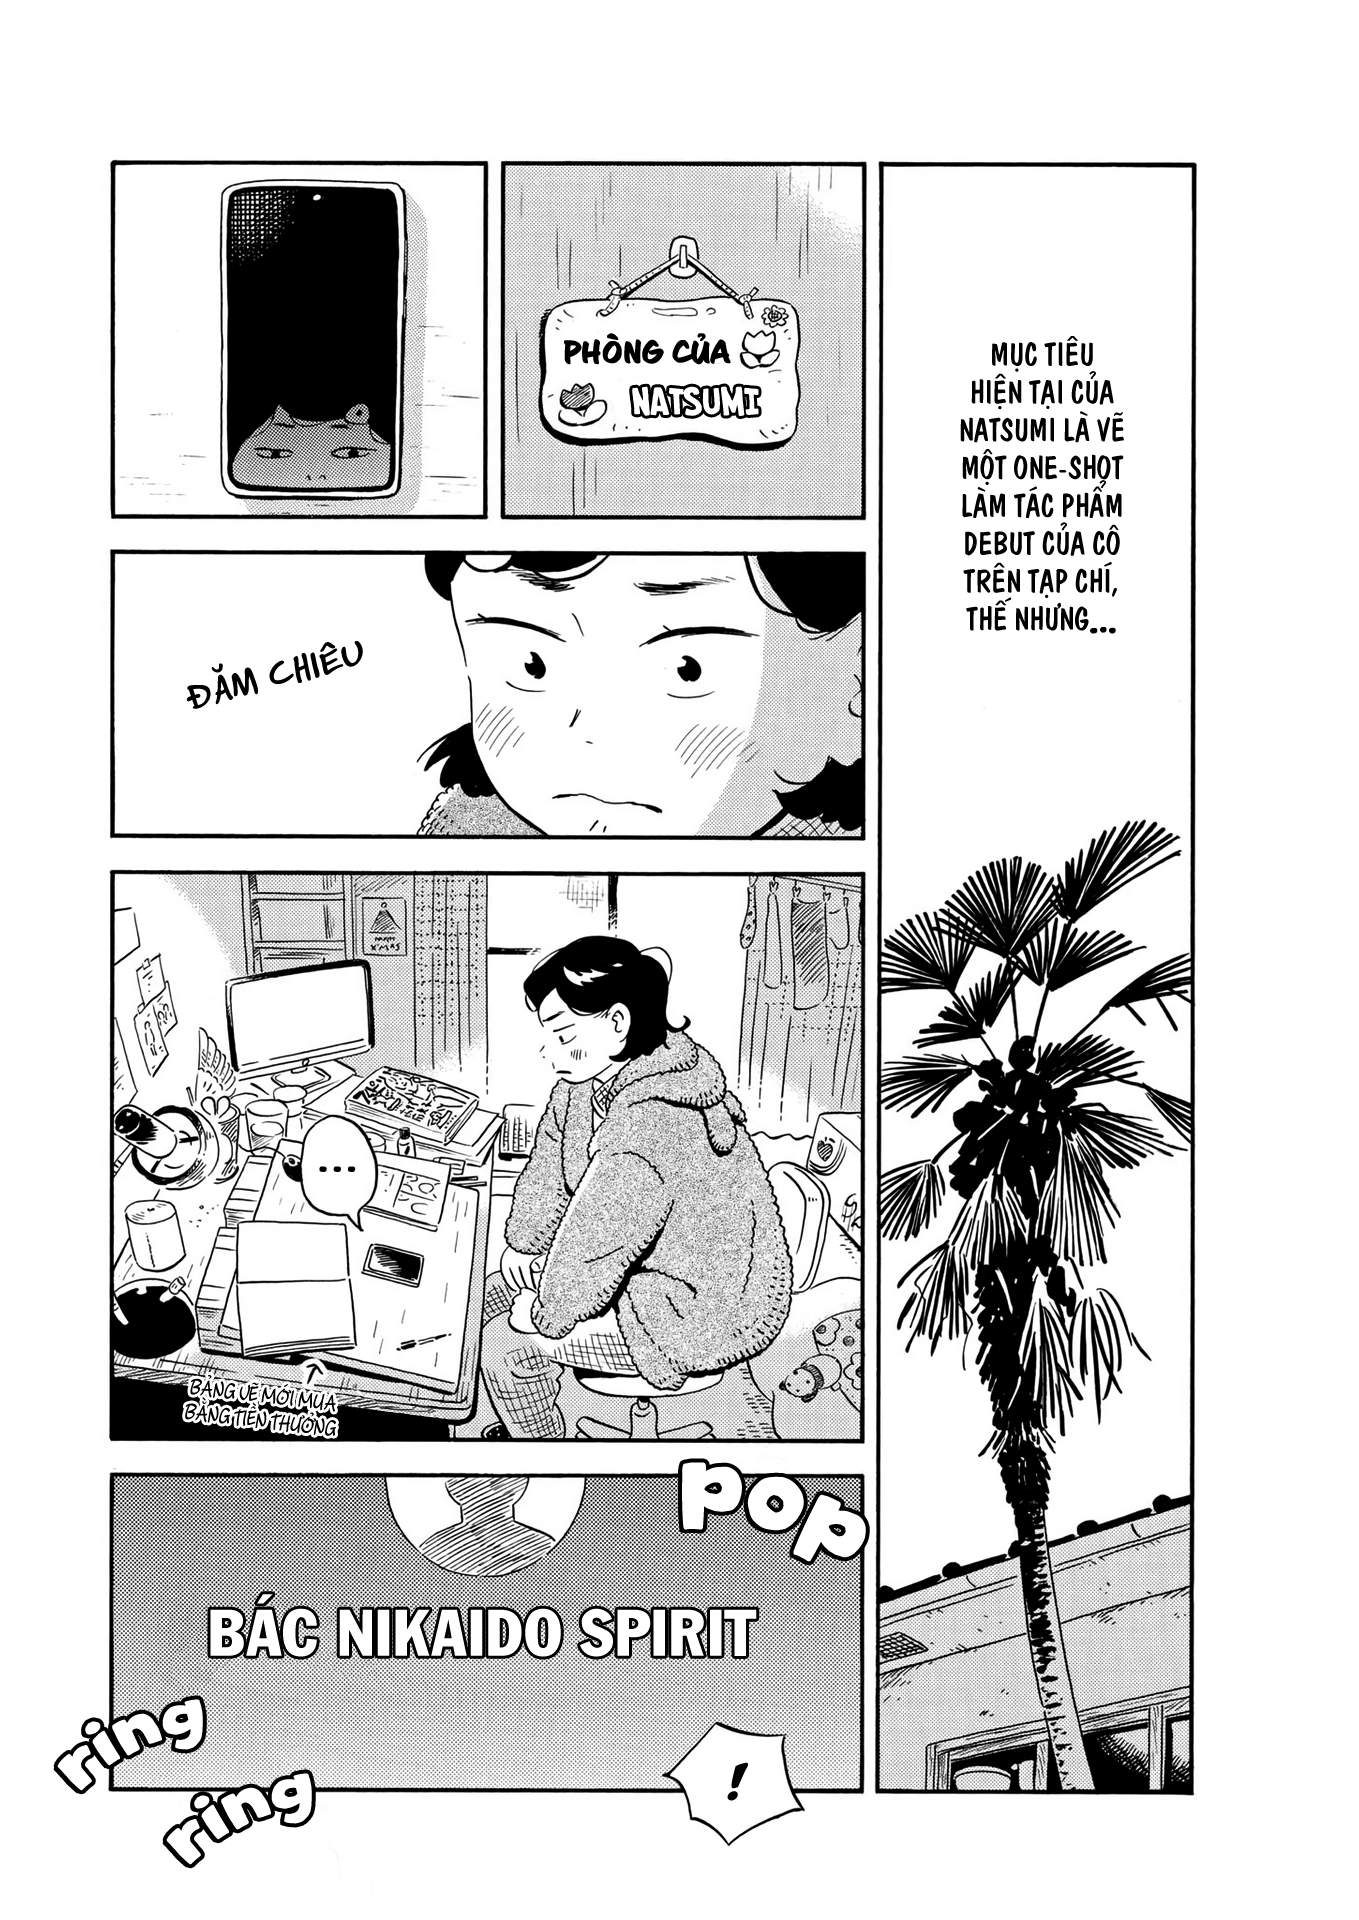 MỤC TIÊU
HIỆN TẠI CỦA
NATSUMI LÀ VẼ
MỘT ONE-SHOT
LÀM TÁC PHẨM
DEBUT CỦA CÔ
TRÊN TẠP CHÍ,
THẾ NHƯNG...
PHÒNG CỦA
NATSUMI
ĐĂM CHIÊU
X'MAS
...
BẢNG VẼ MỚI MUA
BẰNG TIỀN THƯỞNG
pop
BÁC NIKAIDO SPIRIT
ring
ring
!